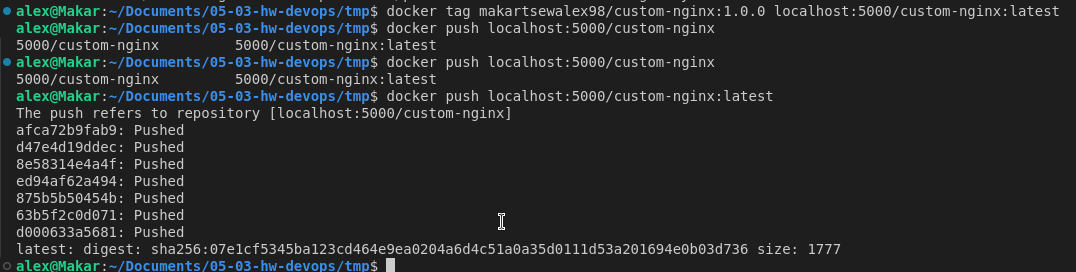 alex@Makar:~/Documents/05-03-hw-devops/tmp$ docker tag makartsewalex98/custom-nginx:1.0.0 localhost:5000/custom-nginx:latest
alex@Makar:~/Documents/05-03-hw-devops/tmp$ docker push localhost:5000/custom-nginx
5000/custom-nginx         5000/custom-nginx:latest
alex@Makar:~/Documents/05-03-hw-devops/tmp$ docker push localhost:5000/custom-nginx
5000/custom-nginx         5000/custom-nginx:latest
alex@Makar:~/Documents/05-03-hw-devops/tmp$ docker push localhost:5000/custom-nginx:latest
The push refers to repository [localhost:5000/custom-nginx]
afca72b9fab9: Pushed
d47e4d19ddec: Pushed
8e58314e4a4f: Pushed
ed94af62a494: Pushed
875b5b50454b: Pushed
63b5f2c0d071: Pushed
d000633a5681: Pushed
latest: digest: sha256:07e1cf5345ba123cd464e9ea0204a6d4c51a0a35d0111d53a201694e0b03d736 size: 1777
alex@Makar:~/Documents/05-03-hw-devops/tmp$